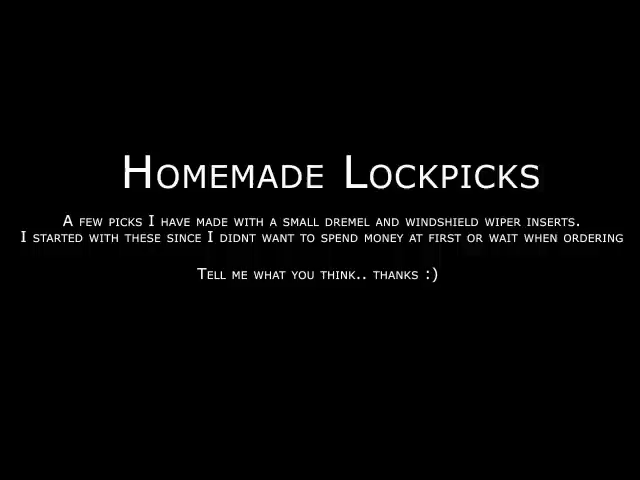 Homemade Lockpicks
A few picks I have made with a small dremel and windshield wiper inserts.
I started with these since I didnt want to spend money at first or wait when ordering
Tell me what you think.. thanks :)